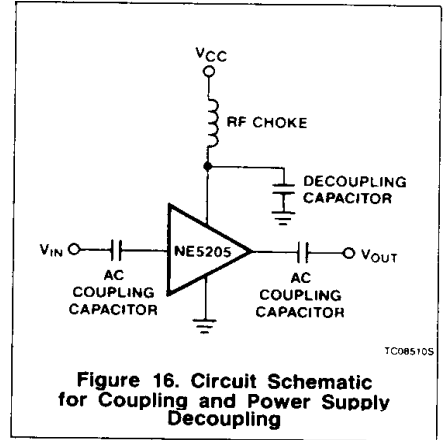 VCC
RF CHOKE
DECOUPLING
CAPACITOR
VIN
NE5205
VOUT
AC
COUPLING
CAPACITOR
AC
COUPLING
CAPACITOR
TC08510S
Figure 16. Circuit Schematic
for Coupling and Power Supply
Decoupling